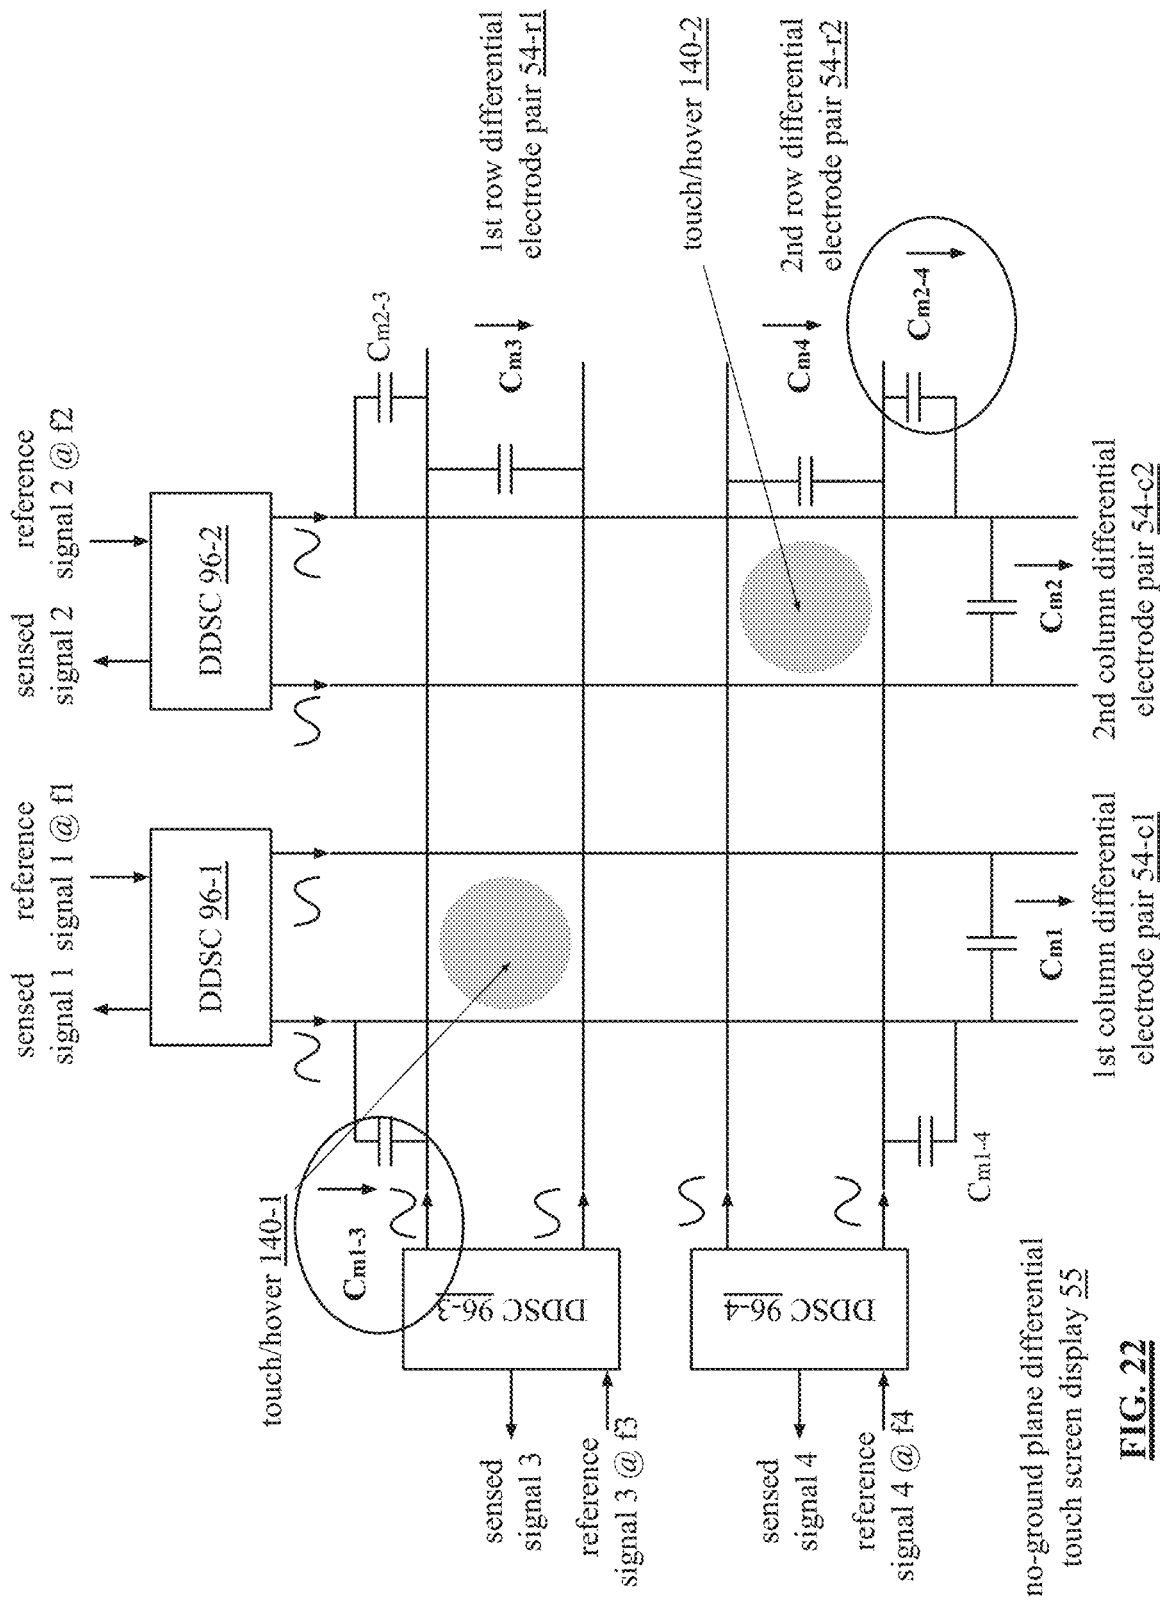 sensed
signal 1
reference
signal 1 @ f1
sensed
signal 2
reference
signal 2 @ f2
DDSC 96-1
DDSC 96-2
touch/hover 140-1
Cm1-3
Cm2-3
1st row differential
electrode pair 54-r1
Cm3
DDSC 96-3
sensed
signal 3
reference
signal 3 @ f3
touch/hover 140-2
2nd row differential
electrode pair 54-r2
Cm4
DDSC 96-4
sensed
signal 4
reference
signal 4 @ f4
Cm2-4
Cm1-4
Cm1
Cm2
1st column differential
electrode pair 54-c1
2nd column differential
electrode pair 54-c2
no-ground plane differential
touch screen display 55
FIG. 22